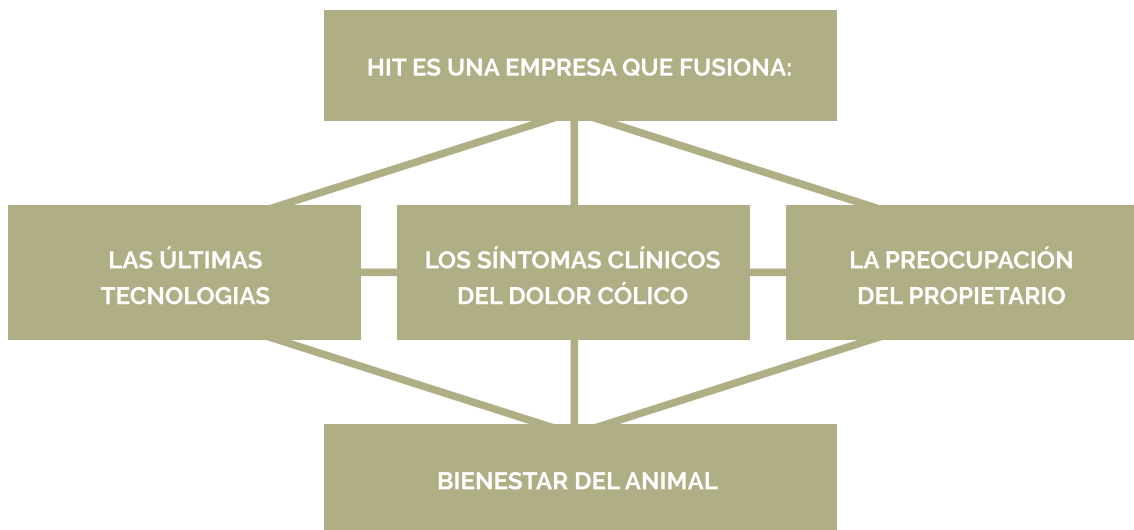 HIT ES UNA EMPRESA QUE FUSIONA:
LAS ÚLTIMAS
TECNOLOGIAS
LOS SÍNTOMAS CLÍNICOS
DEL DOLOR CÓLICO
LA PREOCUPACIÓN
DEL PROPIETARIO
BIENESTAR DEL ANIMAL